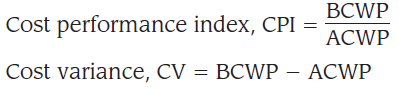 Cost performance index, CPI = BCWP / ACWP
Cost variance, CV = BCWP − ACWP